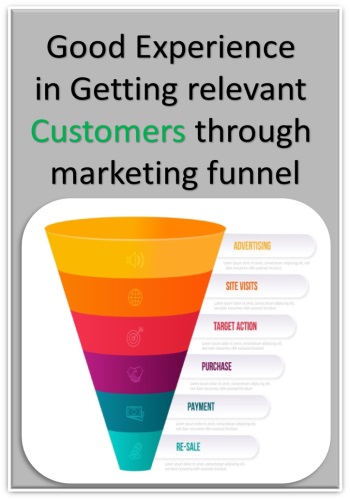 Good Experience
in Getting relevant
Customers through
marketing funnel
ADVERTISING
SITE VISITS
TARGET ACTION
PURCHASE
PAYMENT
RE-SALE